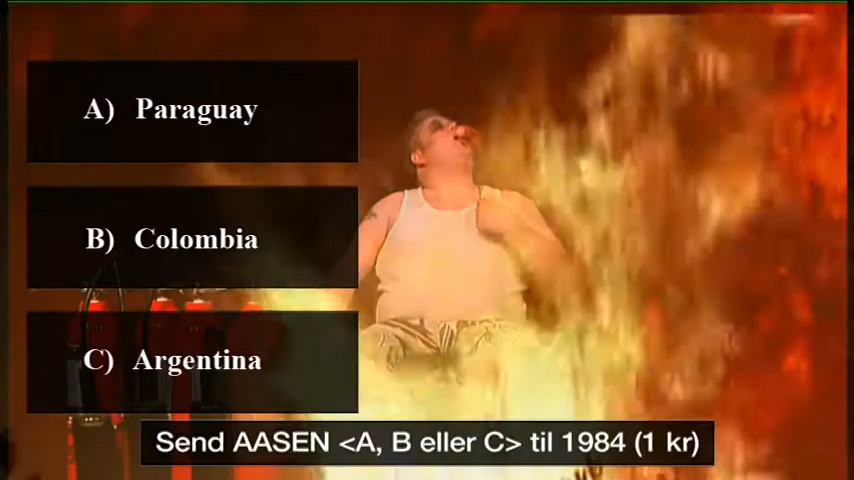 A) Paraguay
B) Colombia
C) Argentina
Send AASEN <A, B eller C> til 1984 (1 kr)